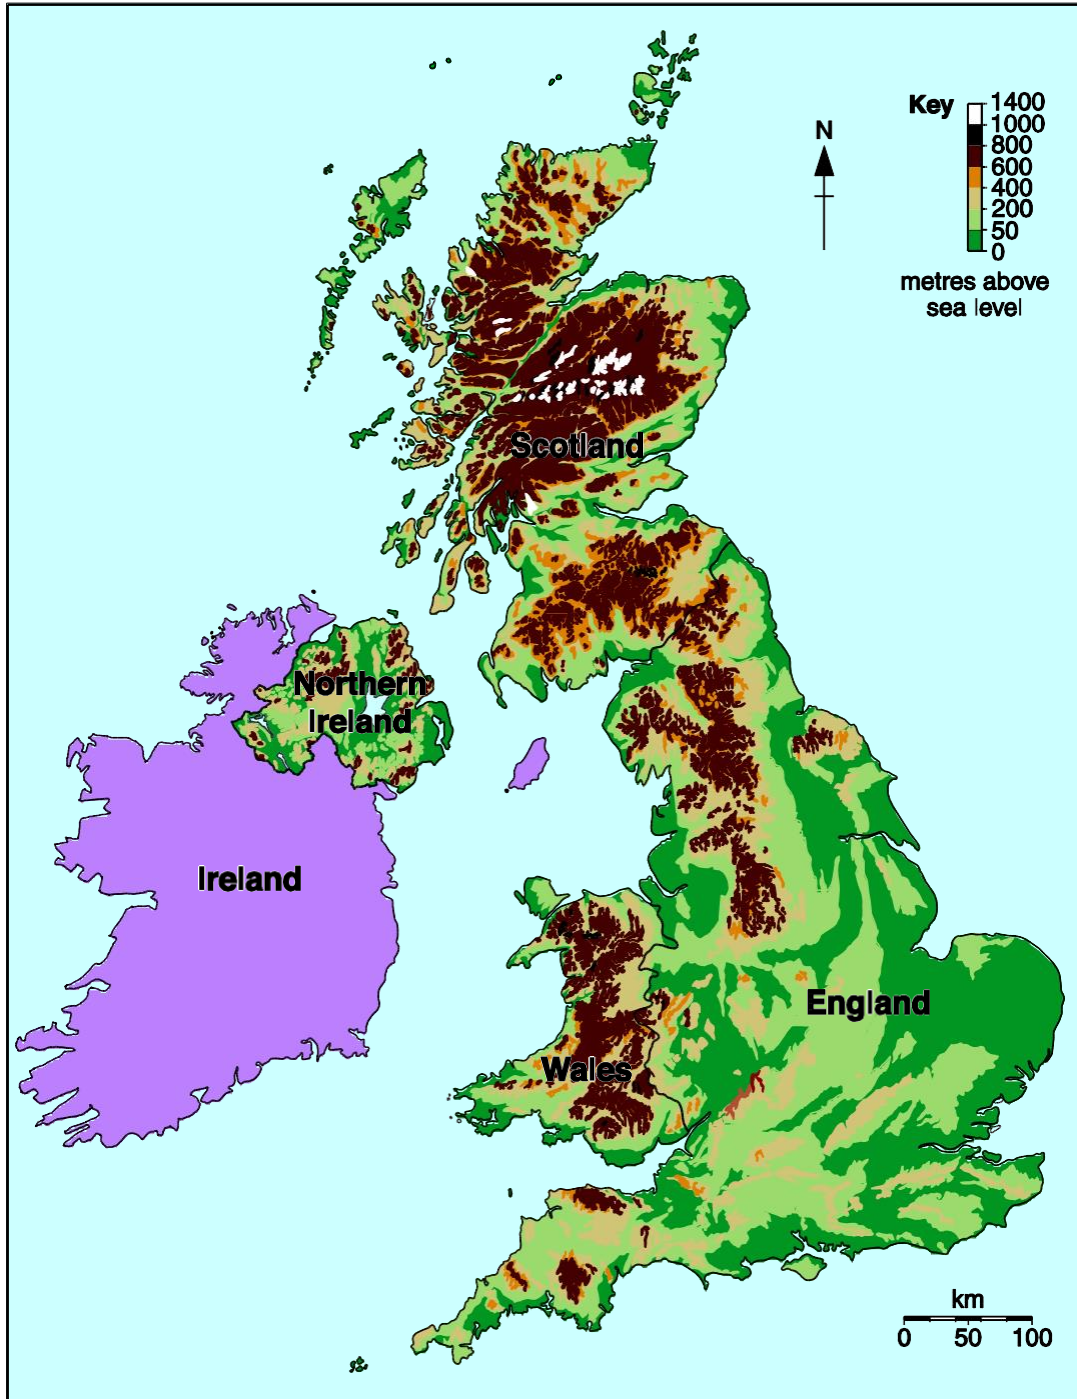 N
Key
1400
1000
800
600
400
200
50
0
metres above
sea level
Scotland
Northern
Ireland
Ireland
England
Wales
km
0 50 100